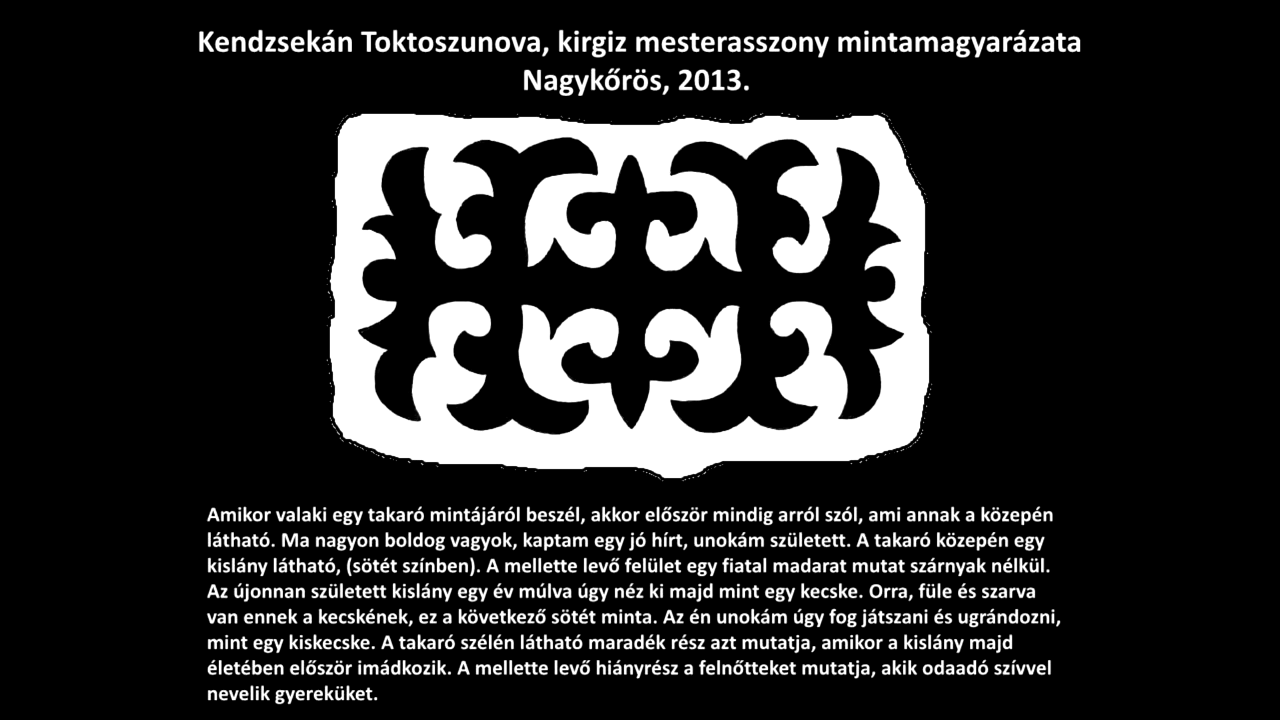 Kendzsekán Toktoszunova, kirgiz mesterasszony mintamagyarázata
Nagykőrös, 2013.
Amikor valaki egy takaró mintájáról beszél, akkor először mindig arról szól, ami annak a közepén
látható. Ma nagyon boldog vagyok, kaptam egy jó hírt, unokám született. A takaró közepén egy
kislány látható, (sötét színben). A mellette levő felület egy fiatal madarat mutat szárnyak nélkül.
Az újonnan született kislány egy év múlva úgy néz ki majd mint egy kecske. Orra, füle és szarva
van ennek a kecskének, ez a következő sötét minta. Az én unokám úgy fog játszani és ugrándozni,
mint egy kiskecske. A takaró szélén látható maradék rész azt mutatja, amikor a kislány majd
életében először imádkozik. A mellette levő hiányrész a felnőtteket mutatja, akik odaadó szívvel
nevelik gyereküket.